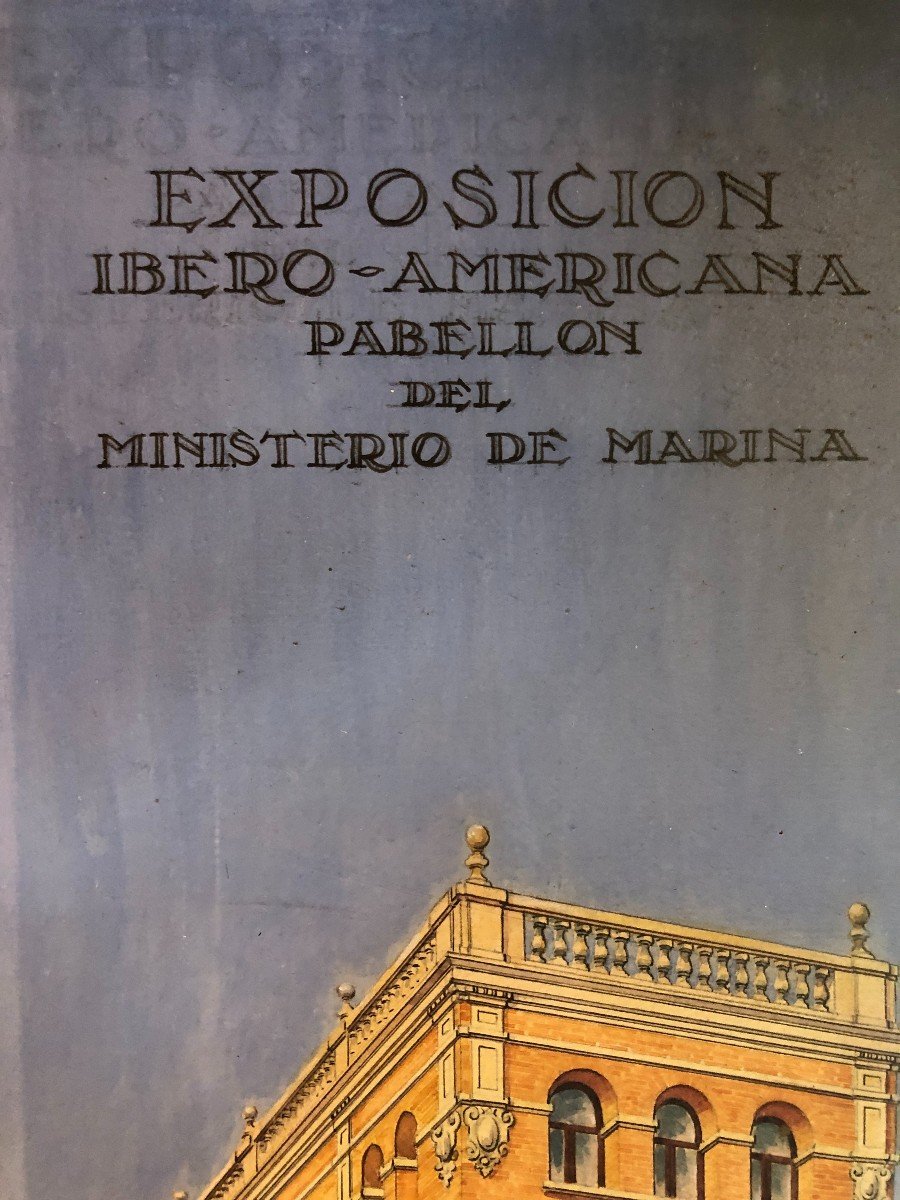 EXPOSICION
IBERO-AMERICANA
PABELLON
DEL
MINISTERIO DE MARINA